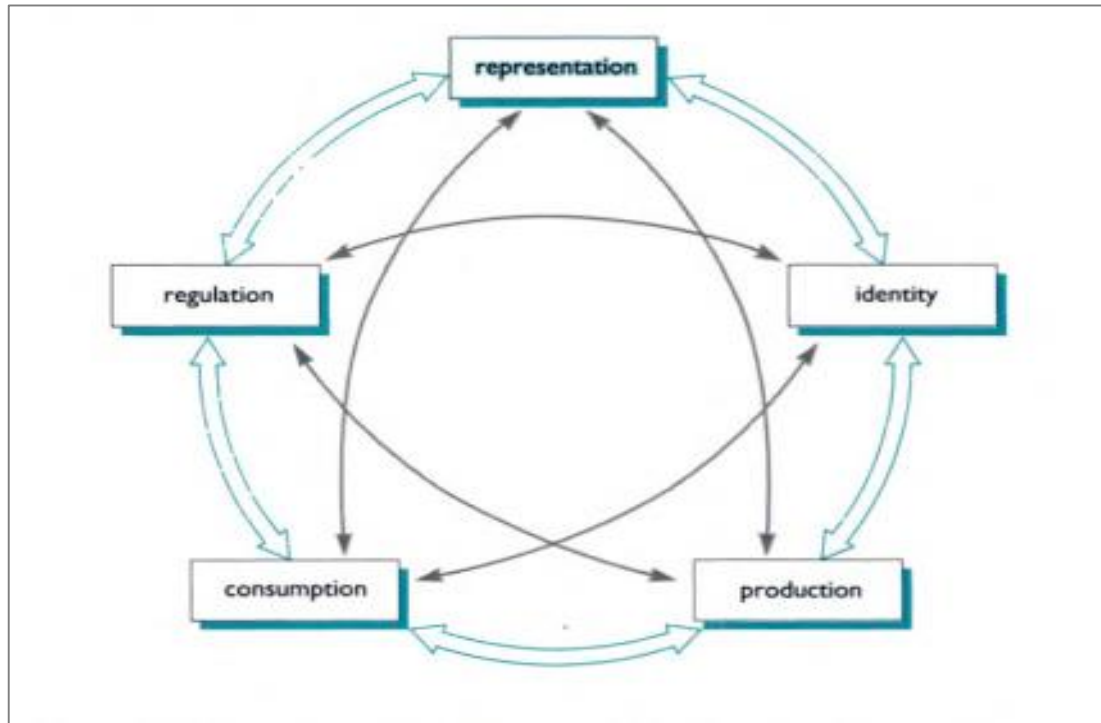 representation
regulation
identity
consumption
production